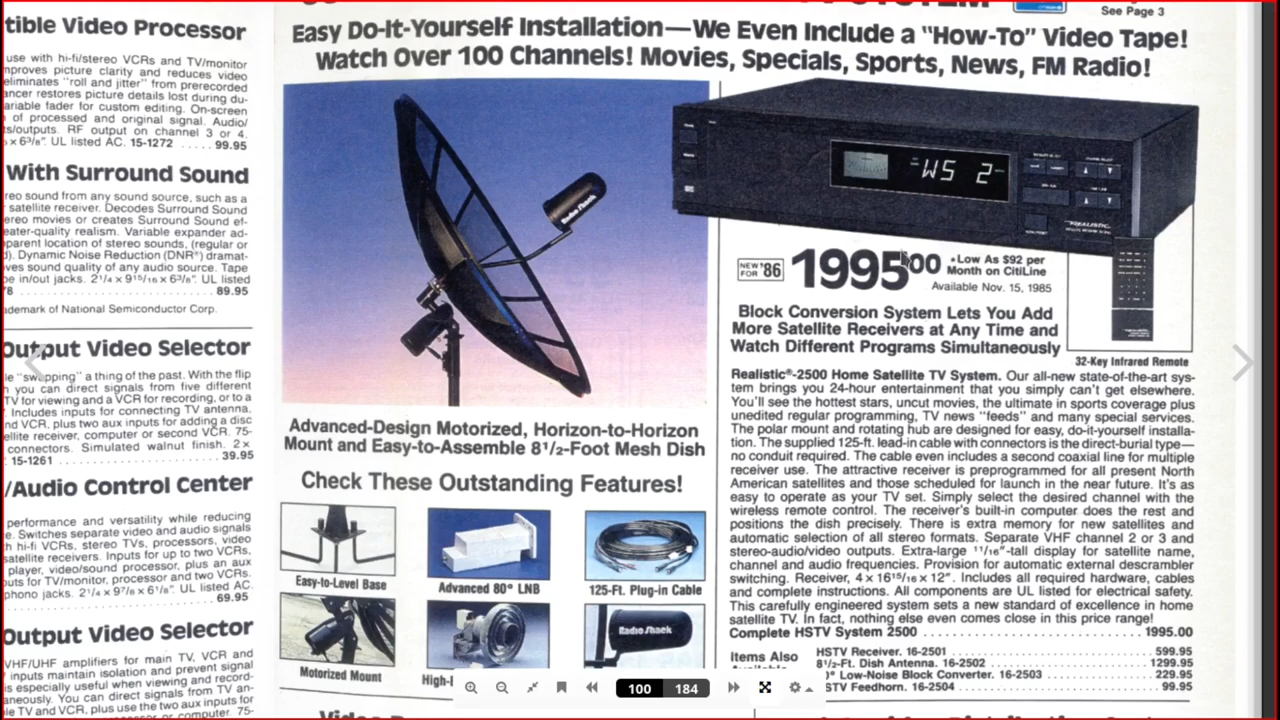 tible Video Processor
use with hi-fi/stereo VCRs and TV/monitor
mproves picture clarity and reduces video
eliminates "roll and jitter" from prerecorded
ancer restores picture details lost during du-
ariable fader for custom editing. On-screen
of processed and original signal. Audio/
ts/outputs. RF output on channel 3 or 4.
x 6³/₈". UL listed AC. 15-1272 ..... 99.95
With Surround Sound
reo sound from any sound source, such as a
satellite receiver. Decodes Surround Sound
ereo movies or creates Surround Sound ef-
eater-quality realism. Variable expander ad-
pparent location of stereo sounds, (regular or
d). Dynamic Noise Reduction (DNR®) dramat-
ves sound quality of any audio source. Tape
pe in/out jacks. 2¹/₄ x 9¹⁵/₁₆ x 6³/₈". UL listed
89.95
ademark of National Semiconductor Corp.
Output Video Selector
le "swapping" a thing of the past. With the flip
h you can direct signals from five different
TV for viewing and a VCR for recording, or to a
. Includes inputs for connecting TV antenna,
nd VCR, plus two aux inputs for adding a disc
ellite receiver, computer or second VCR. 75-
connectors. Simulated walnut finish. 2 x
15-1261 ..... 39.95
/Audio Control Center
performance and versatility while reducing
e. Switches separate video and audio signals
h hi-fi VCRs, stereo TVs, processors, video
satellite receivers. Inputs for up to two VCRs,
player, video/sound processor, plus an aux
puts for TV/monitor, processor and two VCRs.
phono jacks. 2¹/₄ x 9⁷/₈ x 6¹/₈". UL listed AC.
69.95
Output Video Selector
VHF/UHF amplifiers for main TV, VCR and
inputs maintain isolation and prevent signal
is especially useful when viewing and record-
aneously. You can direct signals from TV an-
le TV and VCR, plus use the two aux inputs for
See Page 3
Easy Do-It-Yourself Installation—We Even Include a "How-To" Video Tape!
Watch Over 100 Channels! Movies, Specials, Sports, News, FM Radio!
Radio Shack
WS 2
REALISTIC
NEW FOR '86
1995⁰⁰
•Low As $92 per
Month on CitiLine
Available Nov. 15, 1985
Block Conversion System Lets You Add
More Satellite Receivers at Any Time and
Watch Different Programs Simultaneously
32-Key Infrared Remote
Advanced-Design Motorized, Horizon-to-Horizon
Mount and Easy-to-Assemble 8¹/₂-Foot Mesh Dish
Check These Outstanding Features!
Easy-to-Level Base
Advanced 80° LNB
125-Ft. Plug-in Cable
Radio Shack
Motorized Mount
High-
Realistic®-2500 Home Satellite TV System. Our all-new state-of-the-art sys-
tem brings you 24-hour entertainment that you simply can't get elsewhere.
You'll see the hottest stars, uncut movies, the ultimate in sports coverage plus
unedited regular programming, TV news "feeds" and many special services.
The polar mount and rotating hub are designed for easy, do-it-yourself installa-
tion. The supplied 125-ft. lead-in cable with connectors is the direct-burial type—
no conduit required. The cable even includes a second coaxial line for multiple
receiver use. The attractive receiver is preprogrammed for all present North
American satellites and those scheduled for launch in the near future. It's as
easy to operate as your TV set. Simply select the desired channel with the
wireless remote control. The receiver's built-in computer does the rest and
positions the dish precisely. There is extra memory for new satellites and
automatic selection of all stereo formats. Separate VHF channel 2 or 3 and
stereo-audio/video outputs. Extra-large ¹¹/₁₆"-tall display for satellite name,
channel and audio frequencies. Provision for automatic external descrambler
switching. Receiver, 4 x 16¹⁵/₁₆ x 12". Includes all required hardware, cables
and complete instructions. All components are UL listed for electrical safety.
This carefully engineered system sets a new standard of excellence in home
satellite TV. In fact, nothing else even comes close in this price range!
Complete HSTV System 2500 ..... 1995.00
Items Also
HSTV Receiver. 16-2501 ..... 599.95
8¹/₂-Ft. Dish Antenna. 16-2502 ..... 1299.95
° Low-Noise Block Converter. 16-2503 ..... 229.95
STV Feedhorn. 16-2504 ..... 99.95
100 184